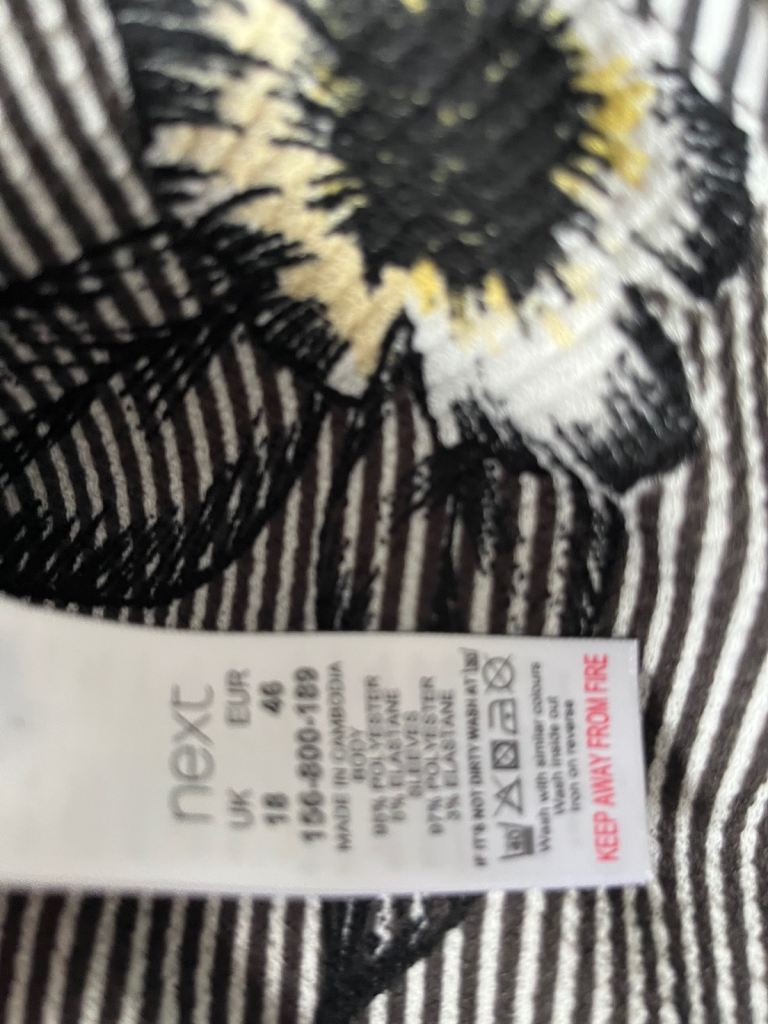 next
UK EUR
18 46
156-800-189
MADE IN CAMBODIA
BODY
95% POLYESTER
5% ELASTANE
SLEEVES
97% POLYESTER
3% ELASTANE
IF IT'S NOT DIRTY WASH AT
Wash with similar colours
Wash inside out
Iron on reverse
KEEP AWAY FROM FIRE